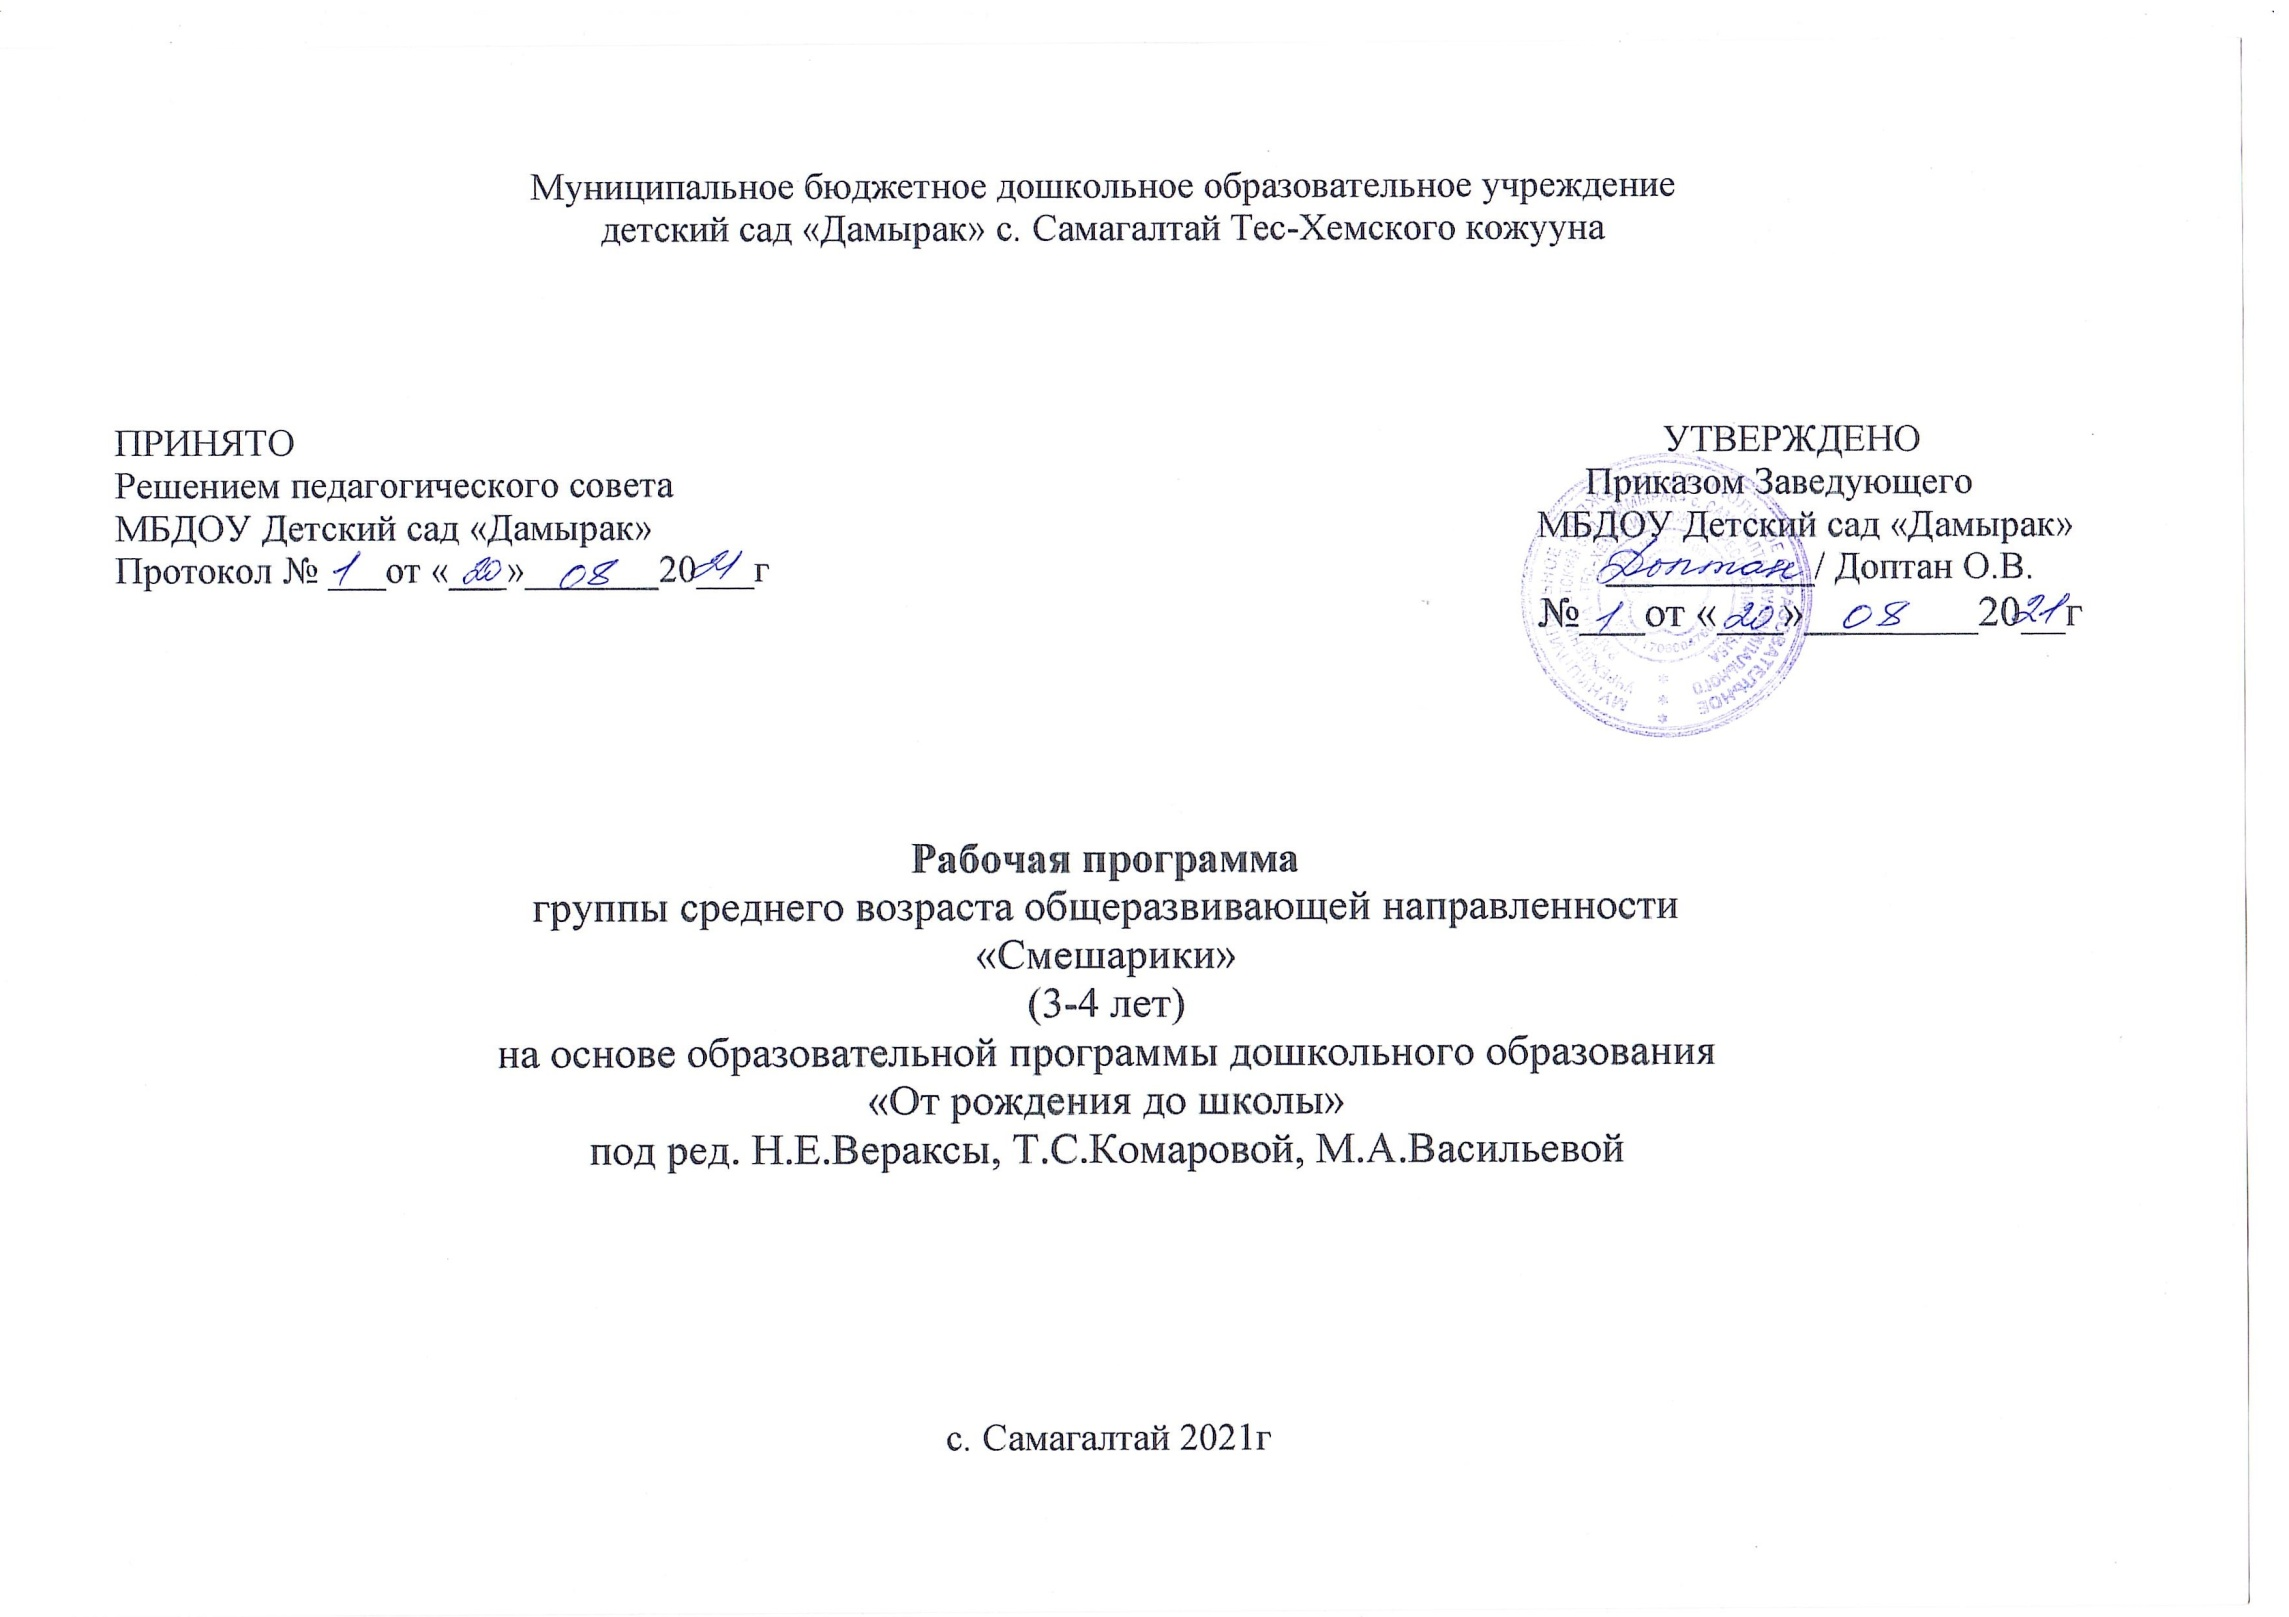 Муниципальное бюджетное дошкольное образовательное учреждение
детский сад «Дамырак» с. Самагалтай Тес-Хемского кожууна
ПРИНЯТО
Решением педагогического совета
МБДОУ Детский сад «Дамырак»
Протокол № 1 от «20» 08 2021г
УТВЕРЖДЕНО
Приказом Заведующего
МБДОУ Детский сад «Дамырак»
Доптан / Доптан О.В.
№ 1 от «20» 08 2021г
Рабочая программа
группы среднего возраста общеразвивающей направленности
«Смешарики»
(3-4 лет)
на основе образовательной программы дошкольного образования
«От рождения до школы»
под ред. Н.Е.Вераксы, Т.С.Комаровой, М.А.Васильевой
с. Самагалтай 2021г